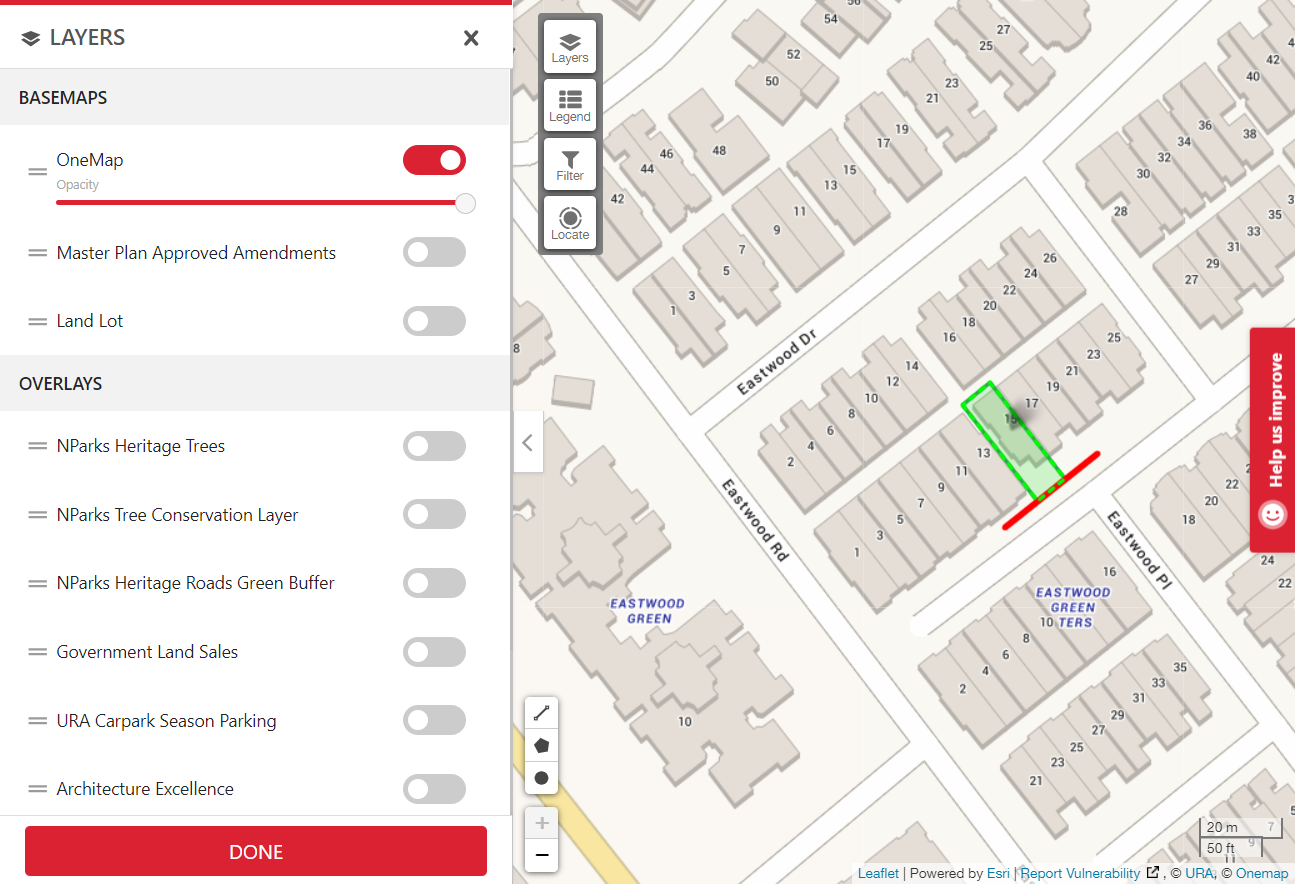 LAYERS
BASEMAPS
OneMap
Opacity
Master Plan Approved Amendments
Land Lot
OVERLAYS
NParks Heritage Trees
NParks Tree Conservation Layer
NParks Heritage Roads Green Buffer
Government Land Sales
URA Carpark Season Parking
Architecture Excellence
DONE
Layers
Legend
Filter
Locate
54
52
50
27
25
23
21
19
17
15
13
11
9
7
5
3
1
48
46
44
42
42
40
38
36
34
32
30
28
35
33
31
29
27
26
24
22
20
18
16
14
12
10
8
6
4
2
25
23
21
19
17
15
13
11
9
7
5
3
1
8
Eastwood Dr
Eastwood Rd
Eastwood Pl
EASTWOOD
GREEN
10
EASTWOOD
GREEN
TERS
16
10
8
6
4
2
35
33
31
29
27
25
23
21
22
20
18
24
22
Help us improve
+
−
20 m
7
50 ft
9
11
Leaflet | Powered by Esri | Report Vulnerability , © URA, © Onemap